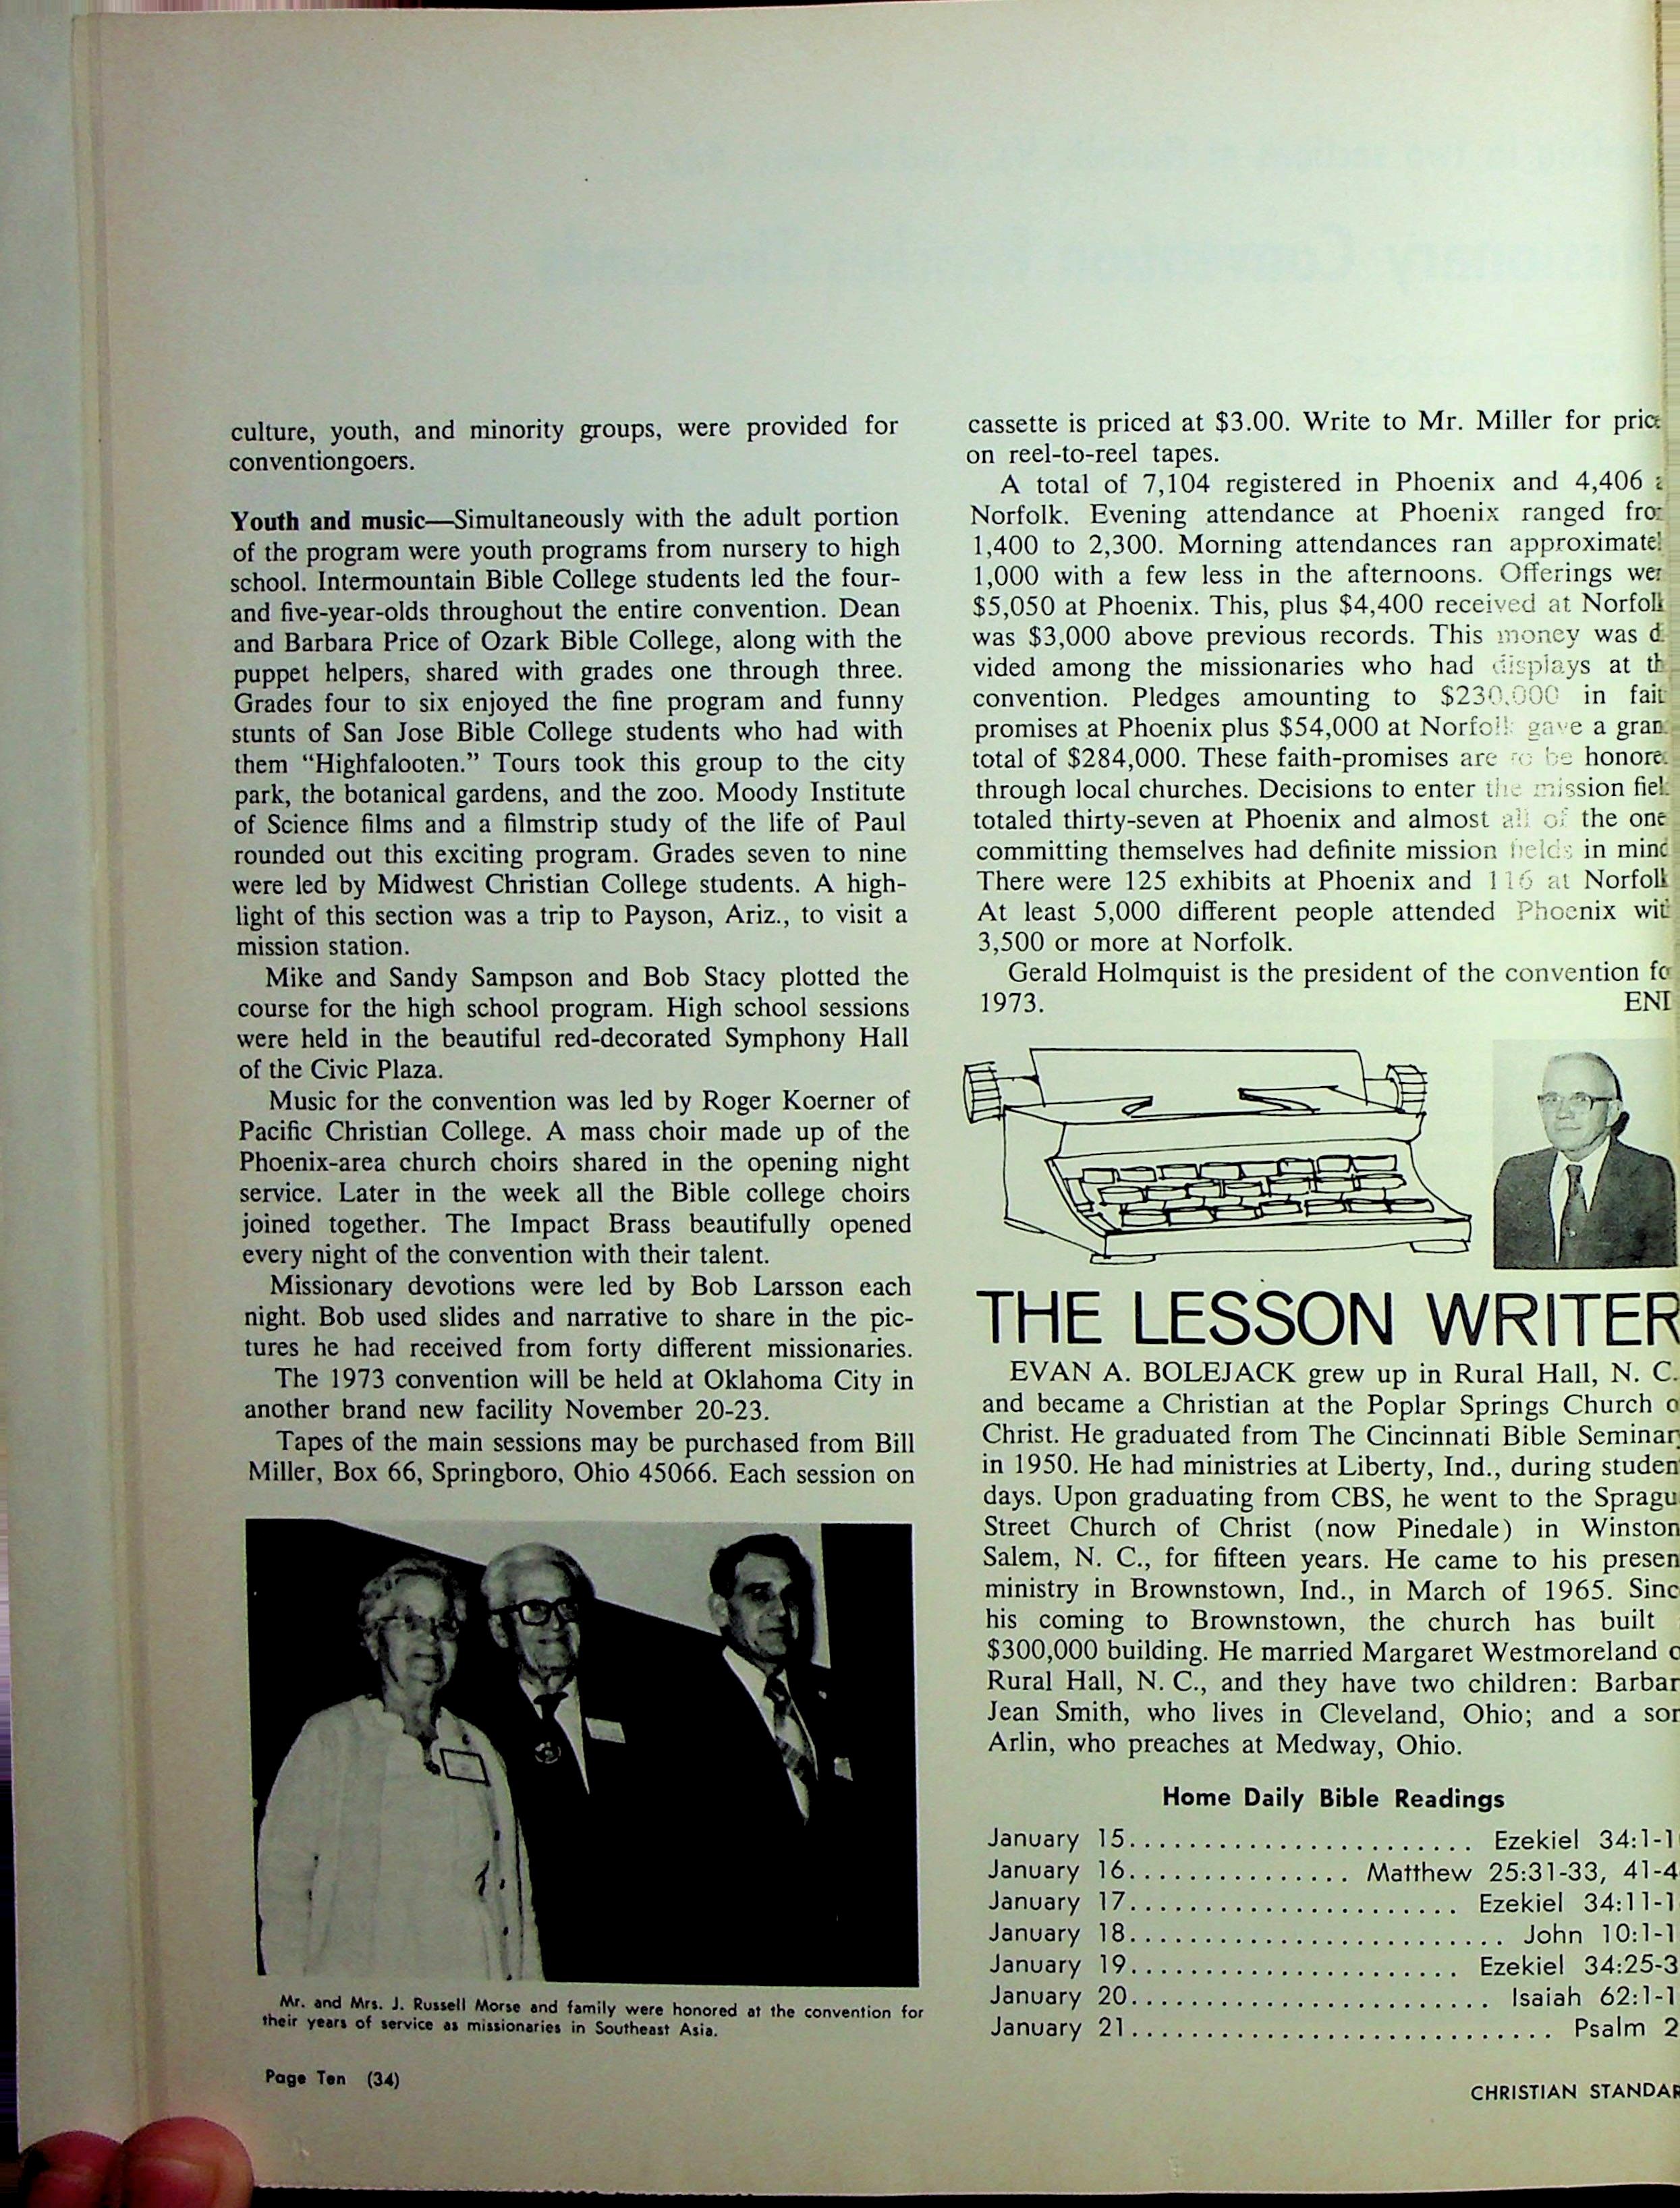 culture, youth, and minority groups, were provided for
conventiongoers.
Youth and music—Simultaneously with the adult portion
of the program were youth programs from nursery to high
school. Intermountain Bible College students led the four-
and five-year-olds throughout the entire convention. Dean
and Barbara Price of Ozark Bible College, along with the
puppet helpers, shared with grades one through three.
Grades four to six enjoyed the fine program and funny
stunts of San Jose Bible College students who had with
them “Highfalooten.” Tours took this group to the city
park, the botanical gardens, and the zoo. Moody Institute
of Science films and a filmstrip study of the life of Paul
rounded out this exciting program. Grades seven to nine
were led by Midwest Christian College students. A high-
light of this section was a trip to Payson, Ariz., to visit a
mission station.
Mike and Sandy Sampson and Bob Stacy plotted the
course for the high school program. High school sessions
were held in the beautiful red-decorated Symphony Hall
of the Civic Plaza.
Music for the convention was led by Roger Koerner of
Pacific Christian College. A mass choir made up of the
Phoenix-area church choirs shared in the opening night
service. Later in the week all the Bible college choirs
joined together. The Impact Brass beautifully opened
every night of the convention with their talent.
Missionary devotions were led by Bob Larsson each
night. Bob used slides and narrative to share in the pic-
tures he had received from forty different missionaries.
The 1973 convention will be held at Oklahoma City in
another brand new facility November 20-23.
Tapes of the main sessions may be purchased from Bill
Miller, Box 66, Springboro, Ohio 45066. Each session on
Mr. and Mrs. J. Russell Morse and family were honored at the convention for
their years of service as missionaries in Southeast Asia.
Page Ten (34)
cassette is priced at $3.00. Write to Mr. Miller for
on reel-to-reel tapes.
A total of 7,104 registered in Phoenix and 4,406
Norfolk. Evening attendance at Phoenix ranged
1,400 to 2,300. Morning attendances ran
1,000 with a few less in the afternoons. Offerings
$5,050 at Phoenix. This, plus $4,400 received at
was $3,000 above previous records. This money was
vided among the missionaries who had displays at
convention. Pledges amounting to $230,000 in
promises at Phoenix plus $54,000 at Norfolk gave a
total of $284,000. These faith-promises are to be
through local churches. Decisions to enter the mission
totaled thirty-seven at Phoenix and almost all of the
committing themselves had definite mission fields in
There were 125 exhibits at Phoenix and 116 at
At least 5,000 different people attended Phoenix
3,500 or more at Norfolk.
Gerald Holmquist is the president of the convention
1973.
THE LESSON WRITER
EVAN A. BOLEJACK grew up in Rural Hall, N. C.
and became a Christian at the Poplar Springs Church
Christ. He graduated from The Cincinnati Bible
in 1950. He had ministries at Liberty, Ind., during
days. Upon graduating from CBS, he went to the
Street Church of Christ (now Pinedale) in Winston
Salem, N. C., for fifteen years. He came to his
ministry in Brownstown, Ind., in March of 1965.
his coming to Brownstown, the church has built
$300,000 building. He married Margaret Westmoreland
Rural Hall, N. C., and they have two children:
Jean Smith, who lives in Cleveland, Ohio; and a
Arlin, who preaches at Medway, Ohio.
Home Daily Bible Readings
January 15........................ Ezekiel 34:1-1
January 16............... Matthew 25:31-33, 41-4
January 17...................... Ezekiel 34:11-1
January 18......................... John 10:1-1
January 19...................... Ezekiel 34:25-3
January 20........................ Isaiah 62:1-1
January 21............................ Psalm 2
CHRISTIAN